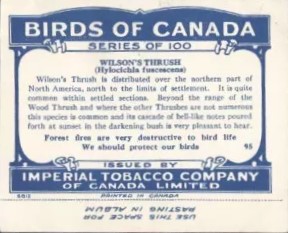 BIRDS OF CANADA
SERIES OF 100
WILSON'S THRUSH
(Hylocichla fuscescens)
Wilson's Thrush is distributed over the northern part of
North America, north to the limits of settlement. It is quite
common within settled sections. Beyond the range of the
Wood Thrush and where the other Thrushes are not numerous
this species is common and its cascade of bell-like notes poured
forth at sunset in the darkening bush is very pleasant to hear.
Forest fires are very destructive to bird life
We should protect our birds 95
ISSUED BY
IMPERIAL TOBACCO COMPANY
OF CANADA LIMITED
PRINTED IN CANADA
USE THIS SPACE FOR
PASTING IN ALBUM